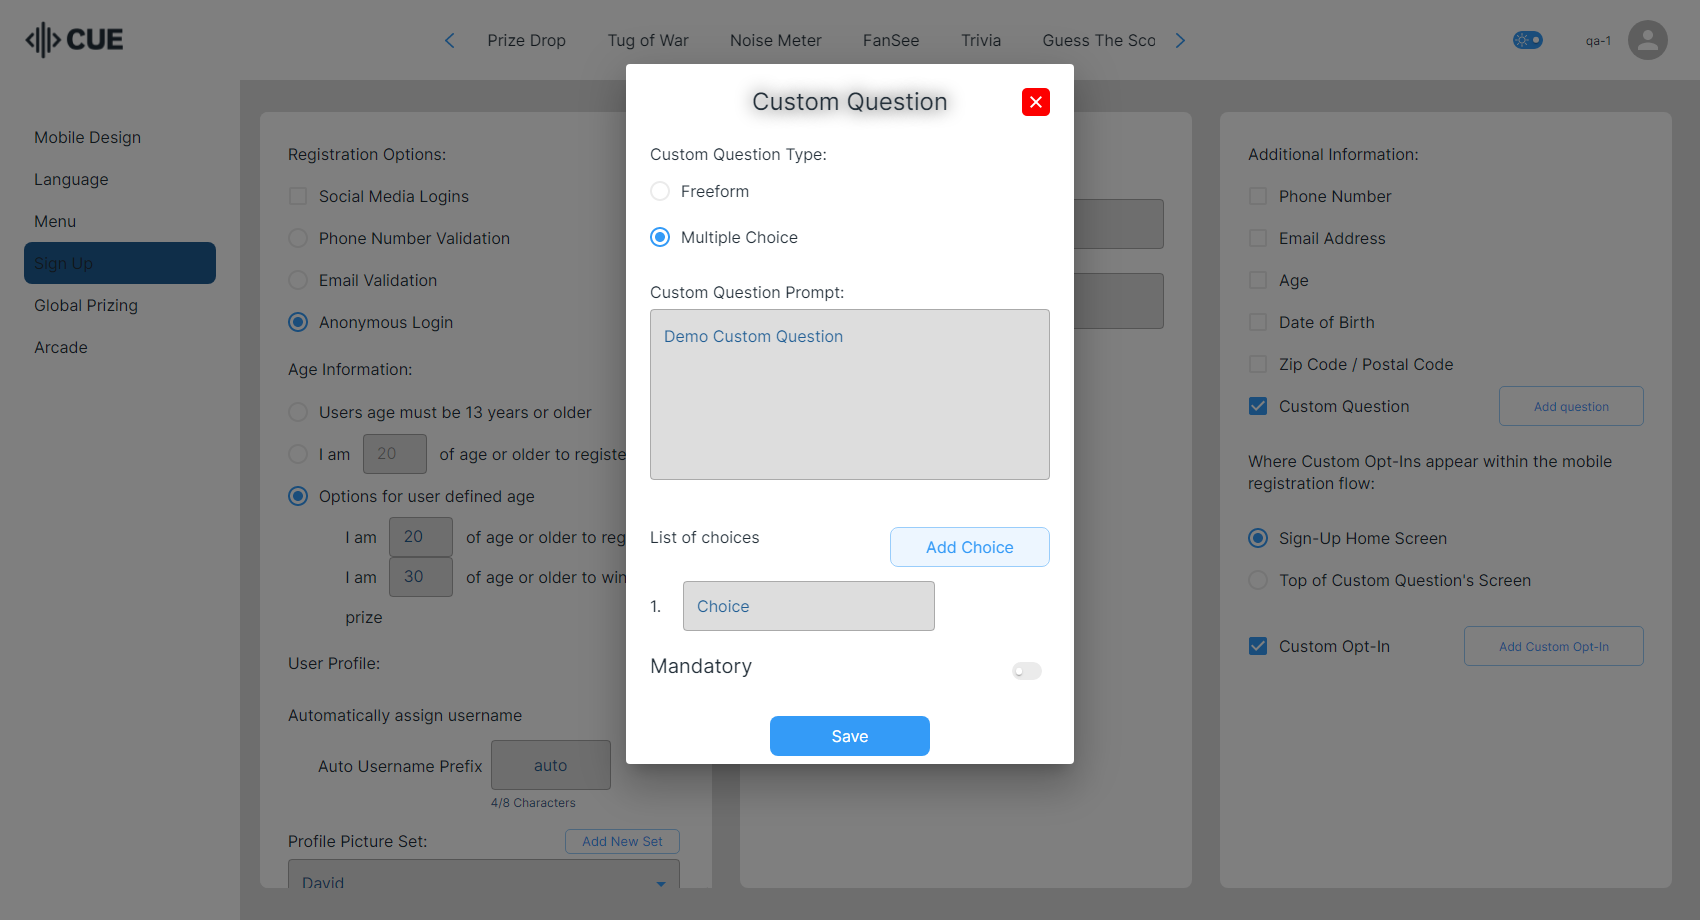 CUE
Prize Drop
Tug of War
Noise Meter
FanSee
Trivia
Guess The Sco
qa-1
Mobile Design
Language
Menu
Sign Up
Global Prizing
Arcade
Registration Options:
Social Media Logins
Phone Number Validation
Email Validation
Anonymous Login
Age Information:
Users age must be 13 years or older
I am 20 of age or older to registe
Options for user defined age
I am 20 of age or older to reg
I am 30 of age or older to win
prize
User Profile:
Automatically assign username
Auto Username Prefix auto
4/8 Characters
Profile Picture Set:
Add New Set
David
Custom Question
Custom Question Type:
Freeform
Multiple Choice
Custom Question Prompt:
Demo Custom Question
List of choices
Add Choice
1. Choice
Mandatory
Save
Additional Information:
Phone Number
Email Address
Age
Date of Birth
Zip Code / Postal Code
Custom Question
Add question
Where Custom Opt-Ins appear within the mobile
registration flow:
Sign-Up Home Screen
Top of Custom Question's Screen
Custom Opt-In
Add Custom Opt-In